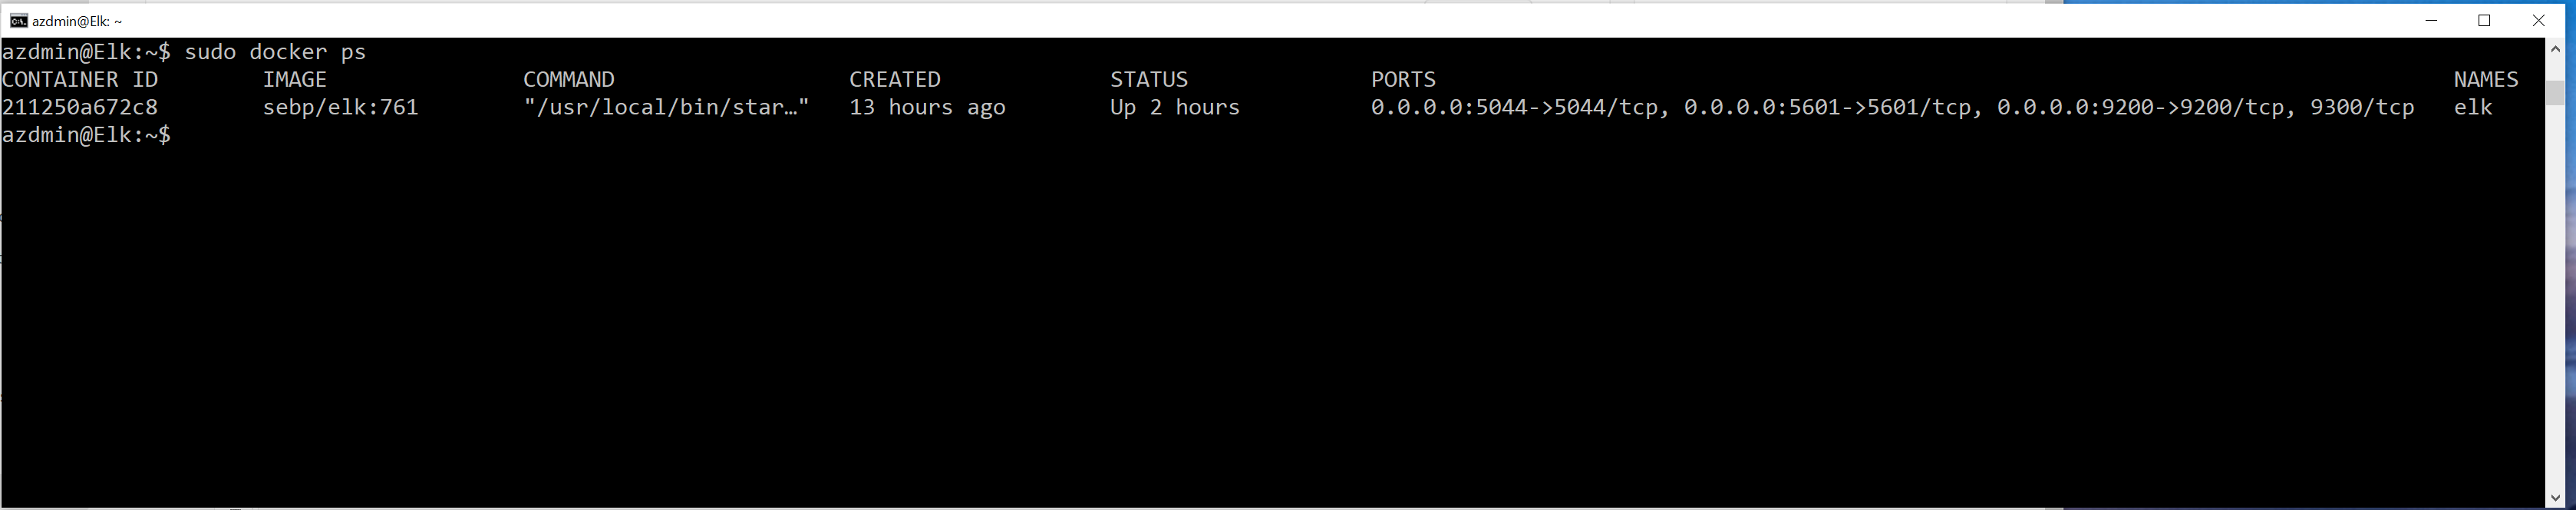 azdmin@Elk: ~
azdmin@Elk:~$ sudo docker ps
CONTAINER ID IMAGE COMMAND CREATED STATUS PORTS NAMES
211250a672c8 sebp/elk:761 "/usr/local/bin/star…" 13 hours ago Up 2 hours 0.0.0.0:5044->5044/tcp, 0.0.0.0:5601->5601/tcp, 0.0.0.0:9200->9200/tcp, 9300/tcp elk
azdmin@Elk:~$